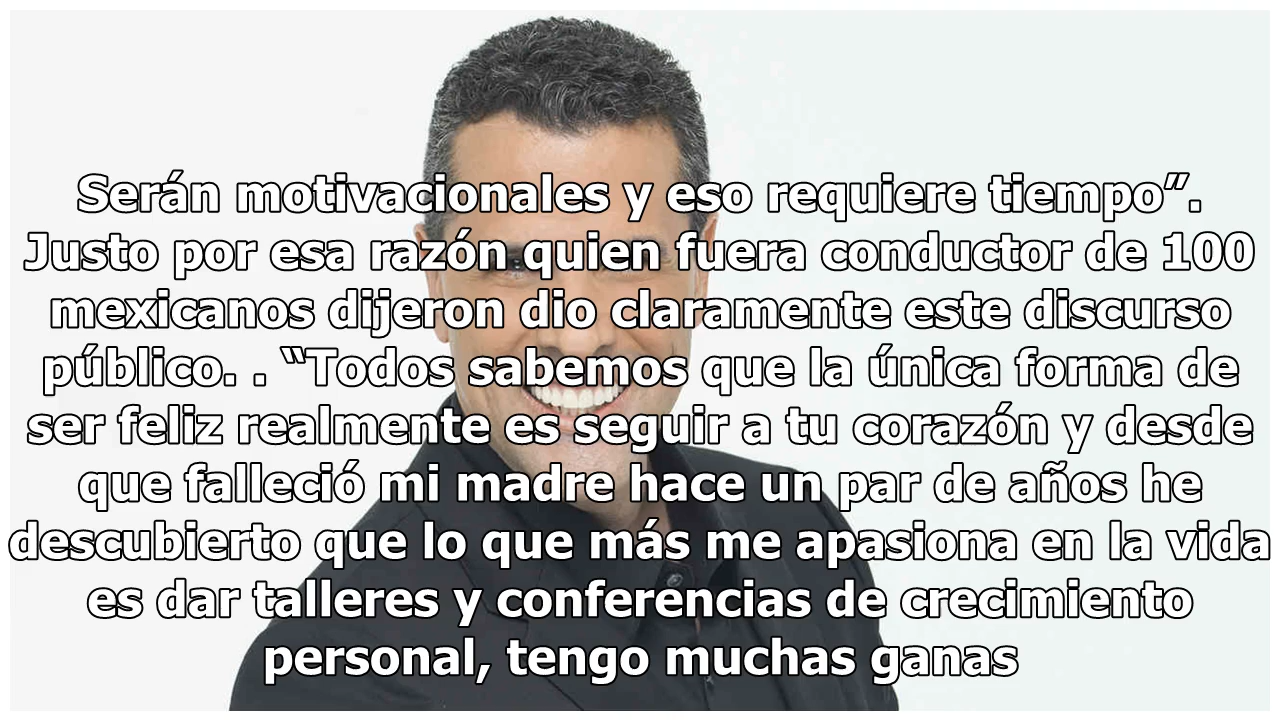 Serán motivacionales y eso requiere tiempo”.
Justo por esa razón quien fuera conductor de 100
mexicanos dijeron dio claramente este discurso
público. . “Todos sabemos que la única forma de
ser feliz realmente es seguir a tu corazón y desde
que falleció mi madre hace un par de años he
descubierto que lo que más me apasiona en la vida
es dar talleres y conferencias de crecimiento
personal, tengo muchas ganas